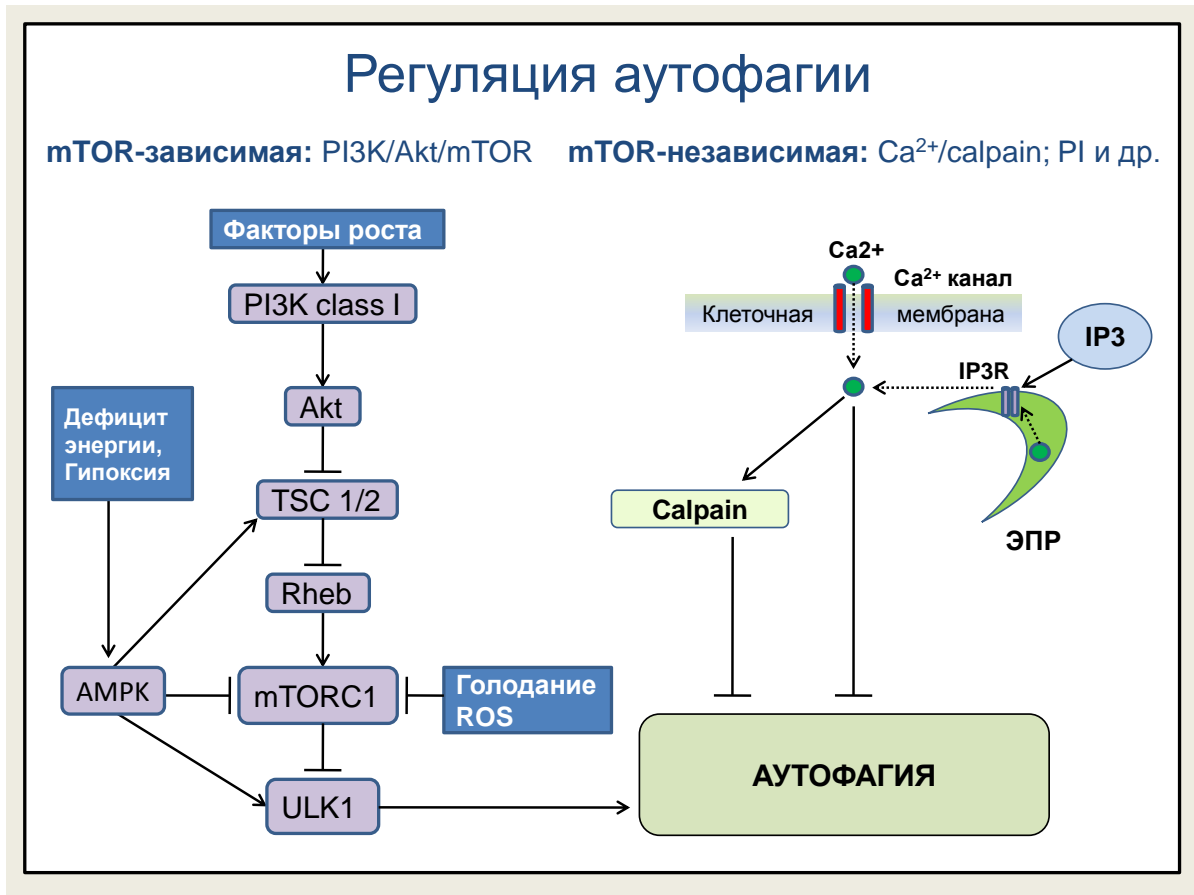 Регуляция аутофагии
mTOR-зависимая: PI3K/Akt/mTOR
mTOR-независимая: Ca²⁺/calpain; PI и др.
Факторы роста
PI3K class I
Akt
Дефицит
энергии,
Гипоксия
TSC 1/2
Rheb
AMPK
mTORC1
Голодание
ROS
ULK1
Ca2+
Ca²⁺ канал
Клеточная
мембрана
IP3
IP3R
Calpain
ЭПР
АУТОФАГИЯ